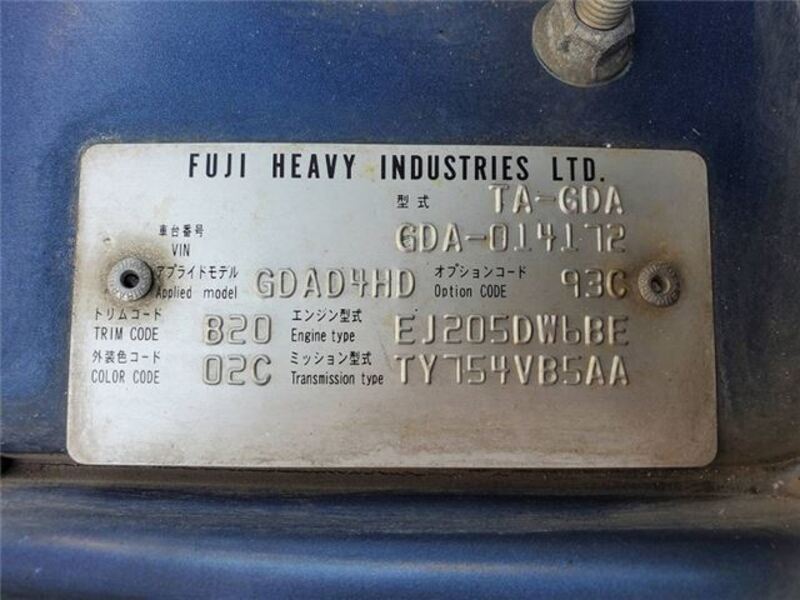 FUJI HEAVY INDUSTRIES LTD.
型式 TA-GDA
車台番号 VIN GDA-014172
アプライドモデル Applied model GDAD4HD オプションコード Option CODE 93C
トリムコード TRIM CODE 820 エンジン型式 Engine type EJ205DW6BE
外装色コード COLOR CODE 02C ミッション型式 Transmission type TY754VB5AA